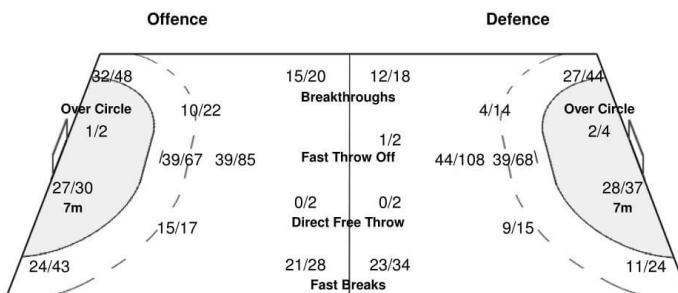 Offence Defence
32/48 15/20 12/18 27/44
Breakthroughs
Over Circle 10/22 4/14 Over Circle
1/2 1/2 2/4
39/67 39/85 Fast Throw Off 44/108 39/68
27/30 28/37
7m 0/2 0/2 7m
15/17 Direct Free Throw 9/15
24/43 21/28 23/34 11/24
Fast Breaks